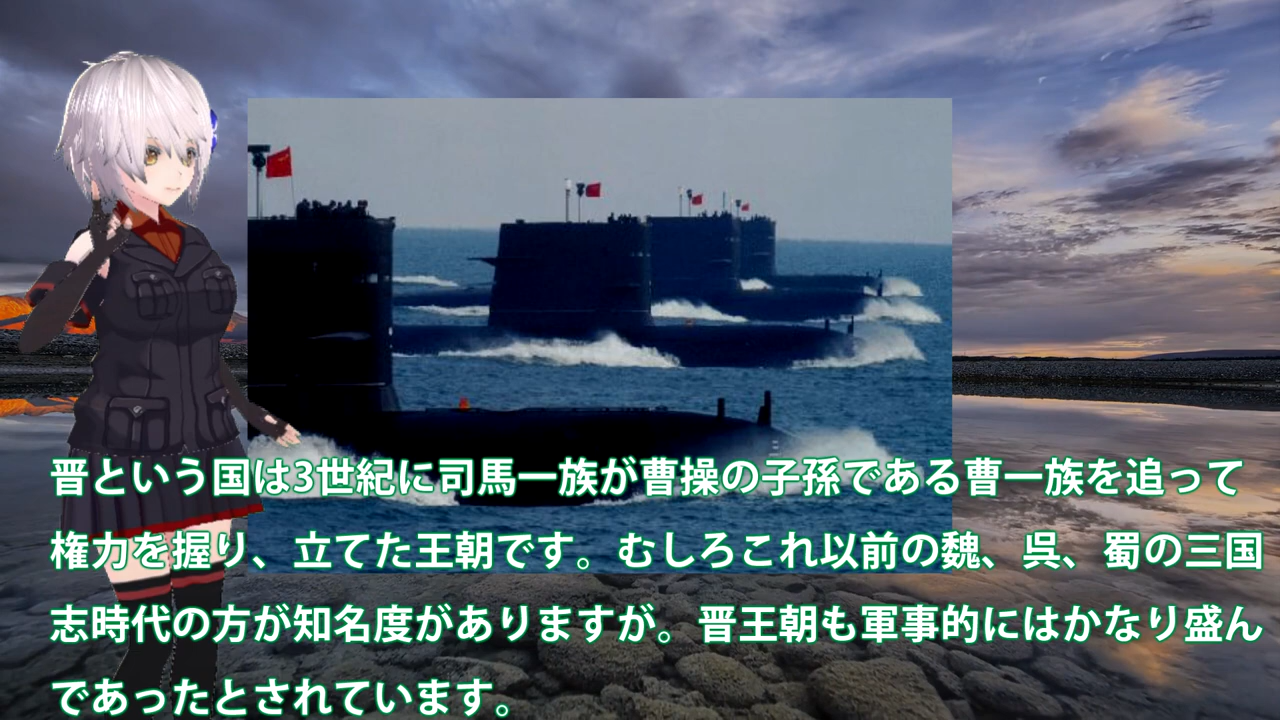 晋という国は3世紀に司馬一族が曹操の子孫である曹一族を追って
権力を握り、立てた王朝です。むしろこれ以前の魏、呉、蜀の三国
志時代の方が知名度がありますが。晋王朝も軍事的にはかなり盛ん
であったとされています。